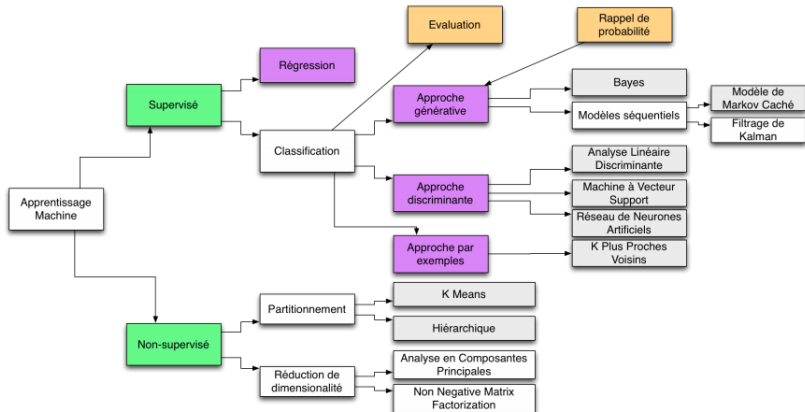 Evaluation
Rappel de
probabilité
Régression
Supervisé
Approche
générative
Bayes
Modèle de
Markov Caché
Modèles séquentiels
Filtrage de
Kalman
Classification
Analyse Linéaire
Discriminante
Approche
discriminante
Machine à Vecteur
Support
Apprentissage
Machine
Réseau de Neurones
Artificiels
Approche par
exemples
K Plus Proches
Voisins
Partitionnement
K Means
Non-supervisé
Hiérarchique
Réduction de
dimensionalité
Analyse en Composantes
Principales
Non Negative Matrix
Factorization